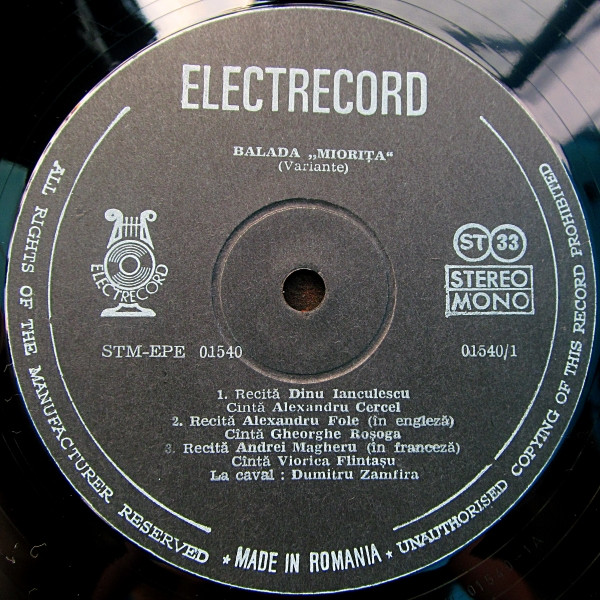 ELECTRECORD
BALADA „MIORIȚA“
(Variante)
ELECTRECORD
ST 33
STEREO
MONO
STM-EPE 01540
01540/1
1. Recită Dinu Ianculescu
Cîntă Alexandru Cercel
2. Recită Alexandru Fole (în engleză)
Cîntă Gheorghe Roșoga
3. Recită Andrei Magheru (în franceză)
Cîntă Viorica Flintașu
La caval : Dumitru Zamfira
ALL RIGHTS OF THE MANUFACTURER RESERVED * MADE IN ROMANIA * UNAUTHORISED COPYING OF THIS RECORD PROHIBITED